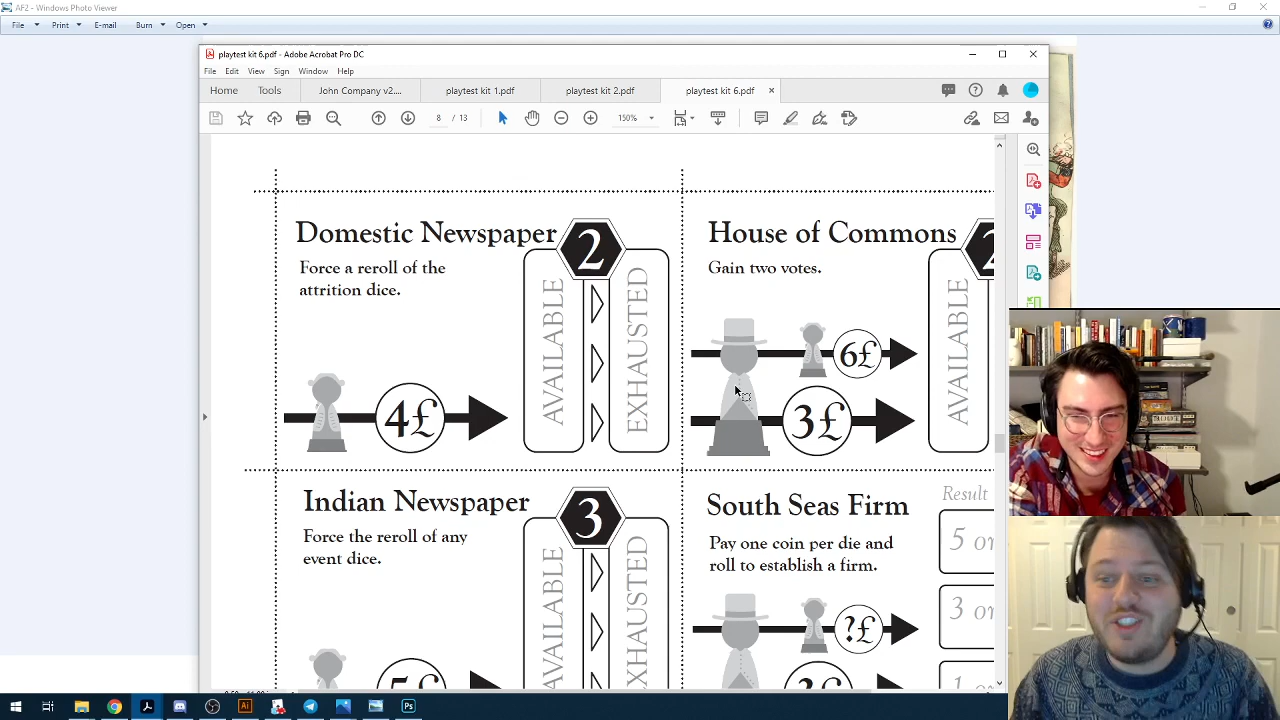 AF2 - Windows Photo Viewer
File Print E-mail Burn Open
playtest kit 6.pdf - Adobe Acrobat Pro DC
File Edit View Sign Window Help
Home Tools John Company v2.... playtest kit 1.pdf playtest kit 2.pdf playtest kit 6.pdf
8 / 13 150%
Domestic Newspaper
Force a reroll of the
attrition dice.
4£
2
AVAILABLE
EXHAUSTED
House of Commons
Gain two votes.
6£
3£
AVAILABLE
Indian Newspaper
Force the reroll of any
event dice.
3
AVAILABLE
EXHAUSTED
South Seas Firm
Pay one coin per die and
roll to establish a firm.
?£
Result
5 or
3 or